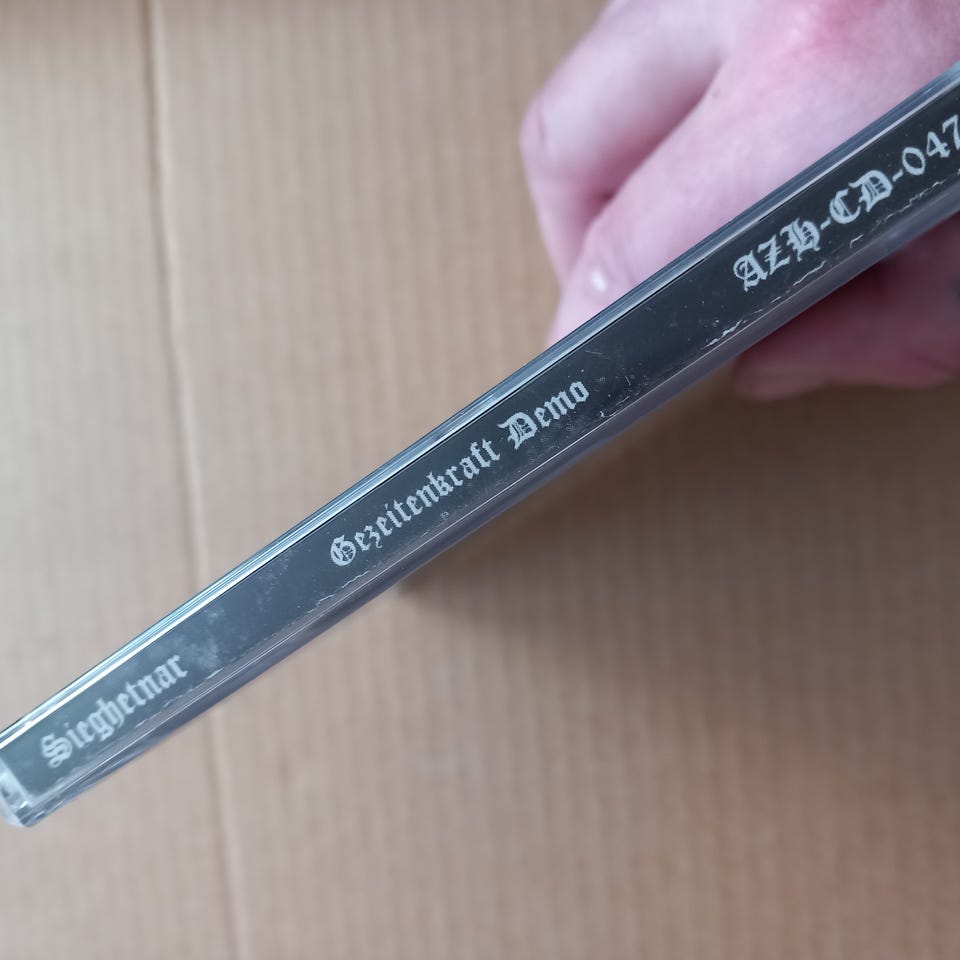 Sieghetnar
Gezeitenkraft Demo
AZH-CD-047